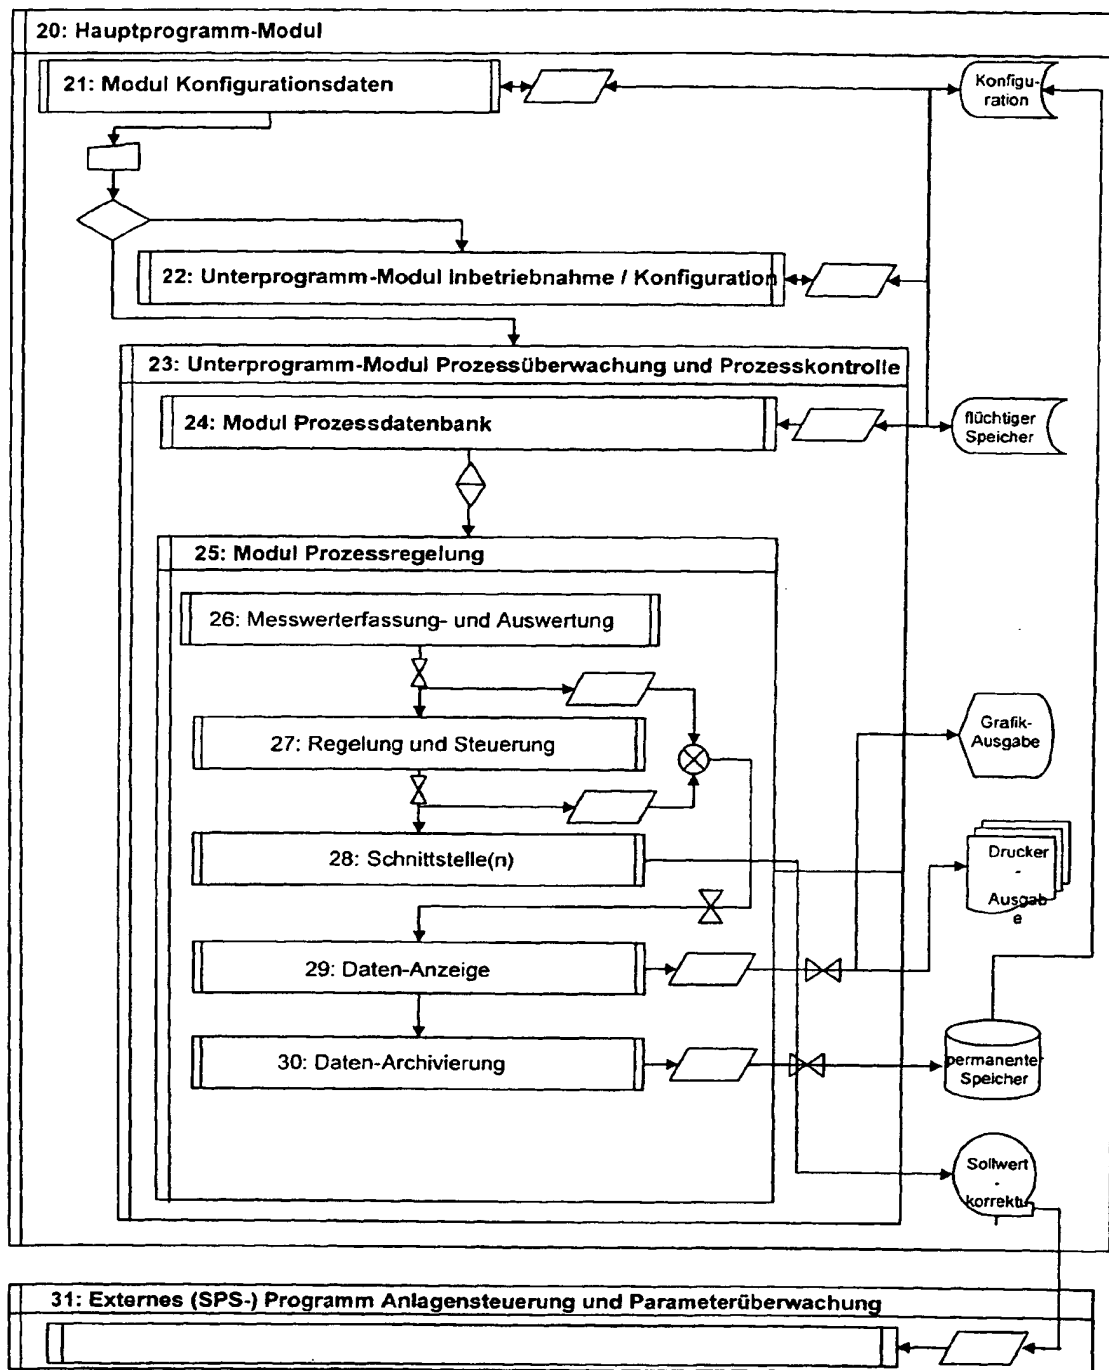 20: Hauptprogramm-Modul
21: Modul Konfigurationsdaten
Konfigu-
ration
22: Unterprogramm-Modul Inbetriebnahme / Konfiguration
23: Unterprogramm-Modul Prozessüberwachung und Prozesskontrolle
24: Modul Prozessdatenbank
flüchtiger
Speicher
25: Modul Prozessregelung
26: Messwerterfassung- und Auswertung
27: Regelung und Steuerung
Grafik-
Ausgabe
28: Schnittstelle(n)
Drucker
-
Ausgab
e
29: Daten-Anzeige
30: Daten-Archivierung
permanenter
Speicher
Sollwert
-
korrektu
31: Externes (SPS-) Programm Anlagensteuerung und Parameterüberwachung